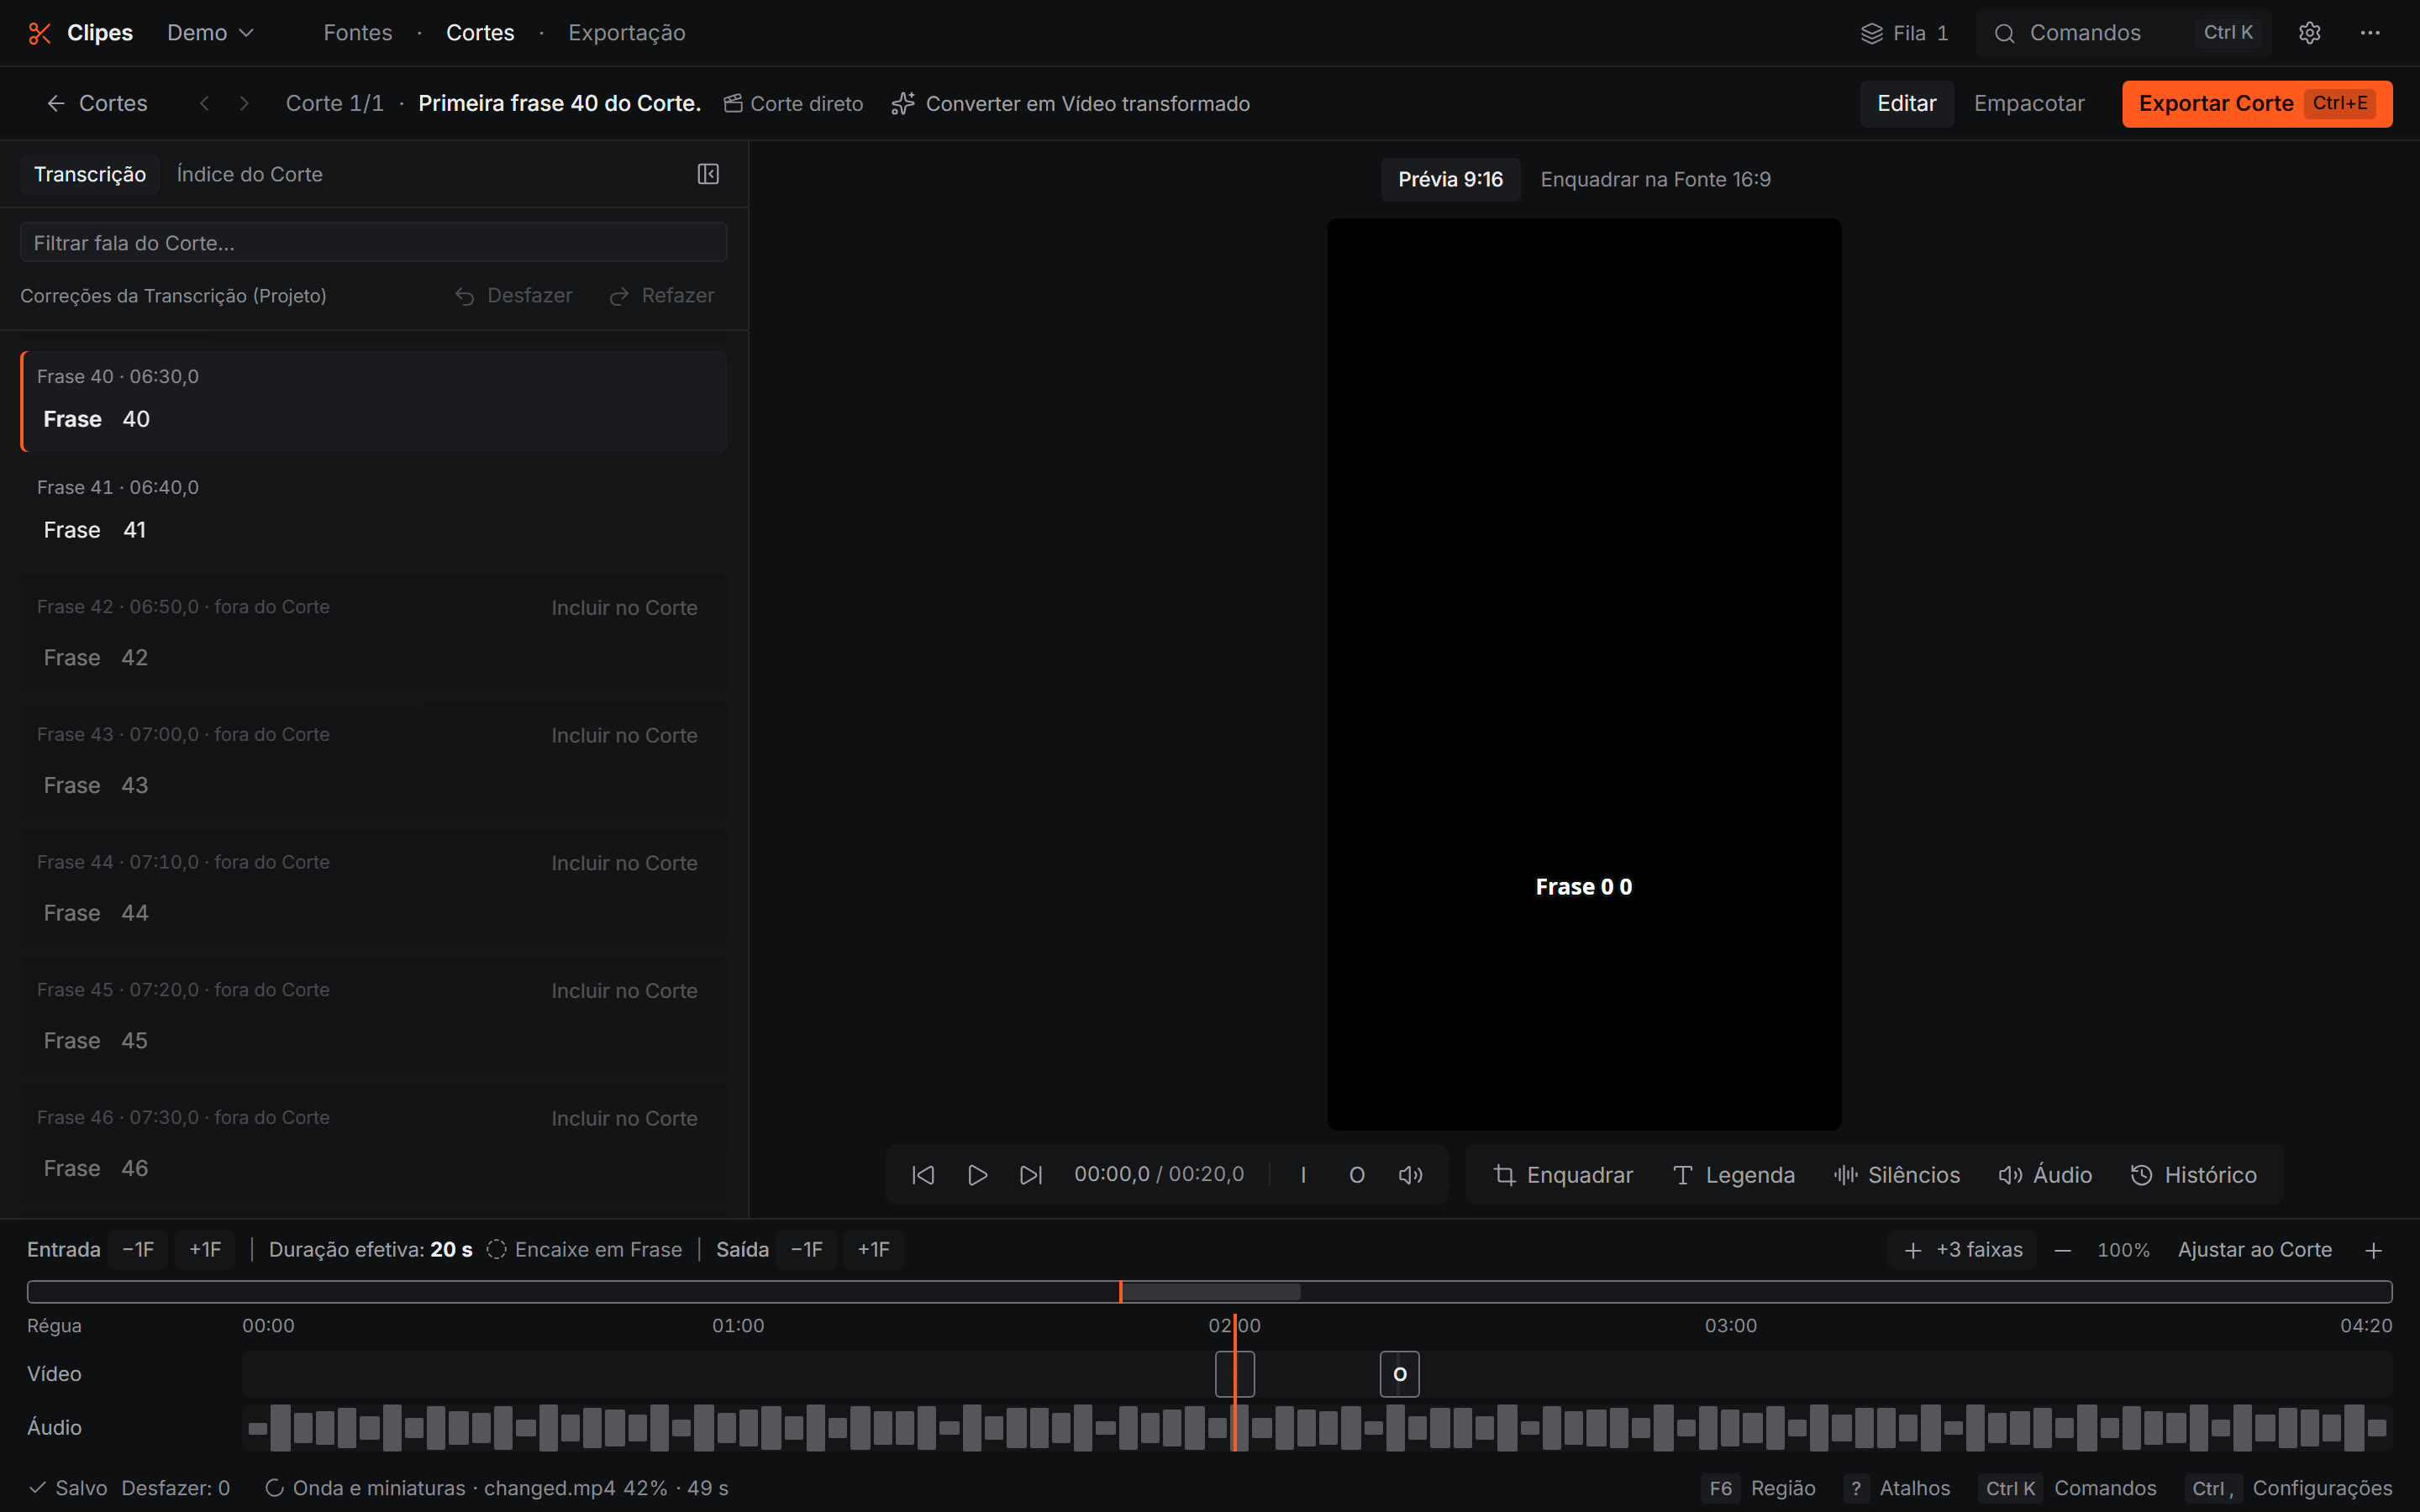 Clipes Demo Fontes · Cortes · Exportação Fila 1 Comandos Ctrl K
Cortes Corte 1/1 · Primeira frase 40 do Corte. Corte direto Converter em Vídeo transformado Editar Empacotar Exportar Corte Ctrl+E
Transcrição Índice do Corte
Filtrar fala do Corte...
Correções da Transcrição (Projeto) Desfazer Refazer
Frase 40 · 06:30,0
Frase 40
Frase 41 · 06:40,0
Frase 41
Frase 42 · 06:50,0 · fora do Corte Incluir no Corte
Frase 42
Frase 43 · 07:00,0 · fora do Corte Incluir no Corte
Frase 43
Frase 44 · 07:10,0 · fora do Corte Incluir no Corte
Frase 44
Frase 45 · 07:20,0 · fora do Corte Incluir no Corte
Frase 45
Frase 46 · 07:30,0 · fora do Corte Incluir no Corte
Frase 46
Prévia 9:16 Enquadrar na Fonte 16:9
Frase 0 0
00:00,0 / 00:20,0 I O Enquadrar Legenda Silêncios Áudio Histórico
Entrada −1F +1F Duração efetiva: 20 s Encaixe em Frase Saída −1F +1F +3 faixas 100% Ajustar ao Corte
Régua 00:00 01:00 02:00 03:00 04:20
Vídeo O
Áudio
Salvo Desfazer: 0 Onda e miniaturas · changed.mp4 42% · 49 s F6 Região ? Atalhos Ctrl K Comandos Ctrl , Configurações